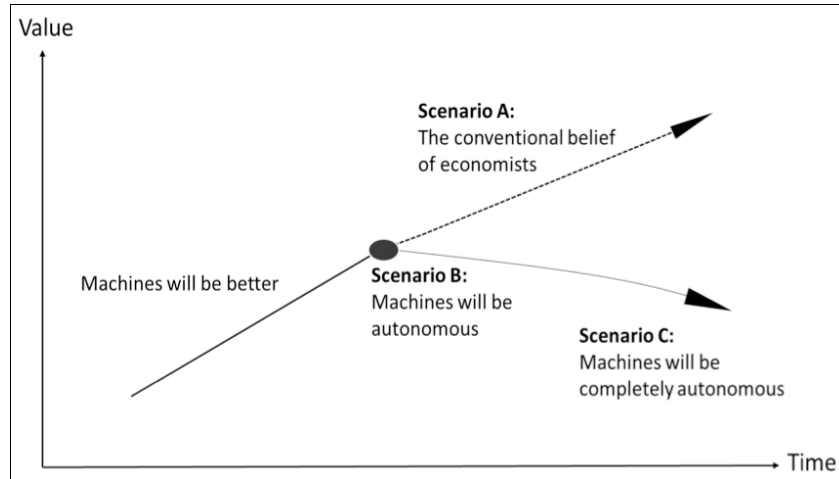 Value
Scenario A:
The conventional belief
of economists
Machines will be better
Scenario B:
Machines will be
autonomous
Scenario C:
Machines will be
completely autonomous
Time